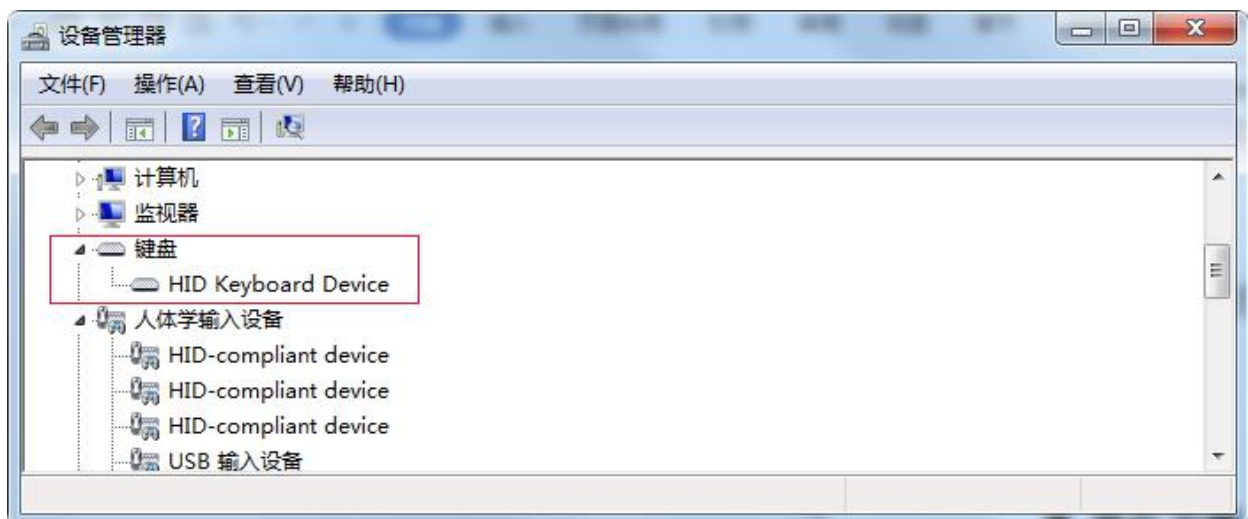 设备管理器
文件(F) 操作(A) 查看(V) 帮助(H)
计算机
监视器
键盘
HID Keyboard Device
人体学输入设备
HID-compliant device
HID-compliant device
HID-compliant device
USB 输入设备